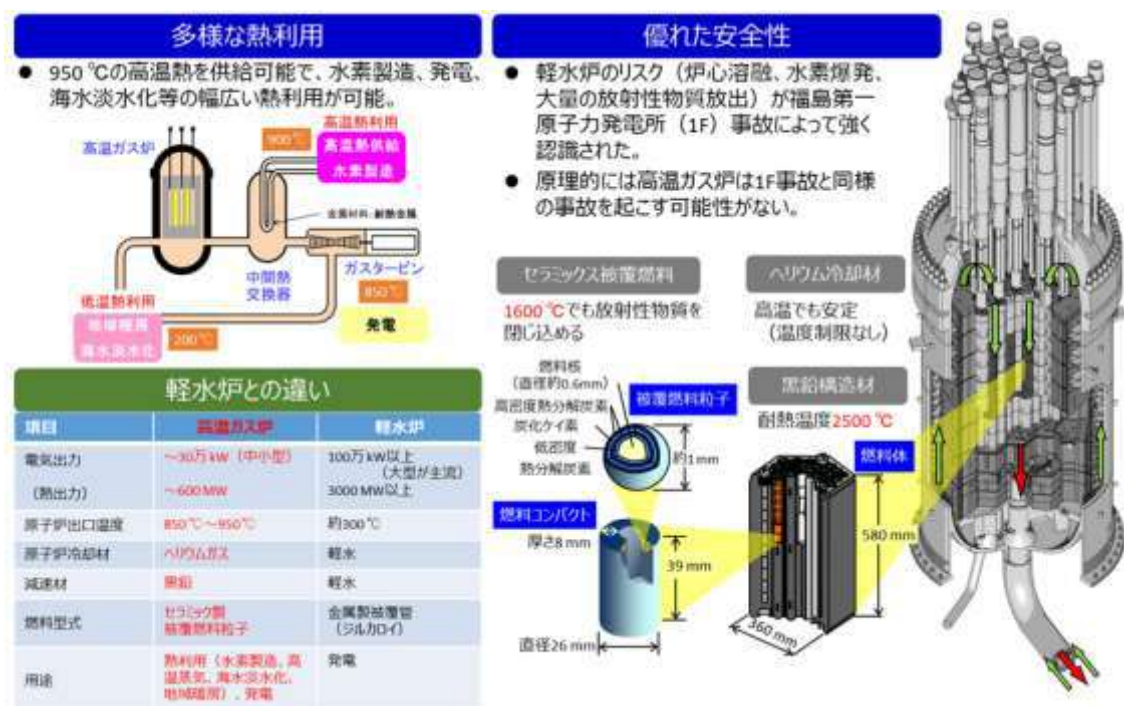 多様な熱利用
● 950 ℃の高温熱を供給可能で、水素製造、発電、
海水淡水化等の幅広い熱利用が可能。
高温ガス炉
900℃
高温熱利用
高温熱供給
水素製造
金属材料:耐熱金属
中間熱
交換器
ガスタービン
850℃
発電
低温熱利用
海水淡水化
200℃
軽水炉との違い
項目 高温ガス炉 軽水炉
電気出力 ～30万kW（中小型） 100万kW以上
（大型が主流）
（熱出力） ～600 MW 3000 MW以上
原子炉出口温度 850℃～950℃ 約300℃
原子炉冷却材 ヘリウムガス 軽水
減速材 黒鉛 軽水
燃料型式 セラミック製
被覆燃料粒子 金属製被覆管
（ジルカロイ）
用途 熱利用（水素製造、高
温蒸気、海水淡水化、
地域暖房）、発電 発電
優れた安全性
● 軽水炉のリスク（炉心溶融、水素爆発、
大量の放射性物質放出）が福島第一
原子力発電所（1F）事故によって強く
認識された。
● 原理的には高温ガス炉は1F事故と同様
の事故を起こす可能性がない。
セラミックス被覆燃料
1600 ℃でも放射性物質を
閉じ込める
ヘリウム冷却材
高温でも安定
（温度制限なし）
黒鉛構造材
耐熱温度2500 ℃
燃料核
（直径約0.6mm）
高密度熱分解炭素
炭化ケイ素
低密度
熱分解炭素
被覆燃料粒子
約1mm
燃料コンパクト
厚さ8 mm
39 mm
直径26 mm
燃料体
580 mm
360 mm